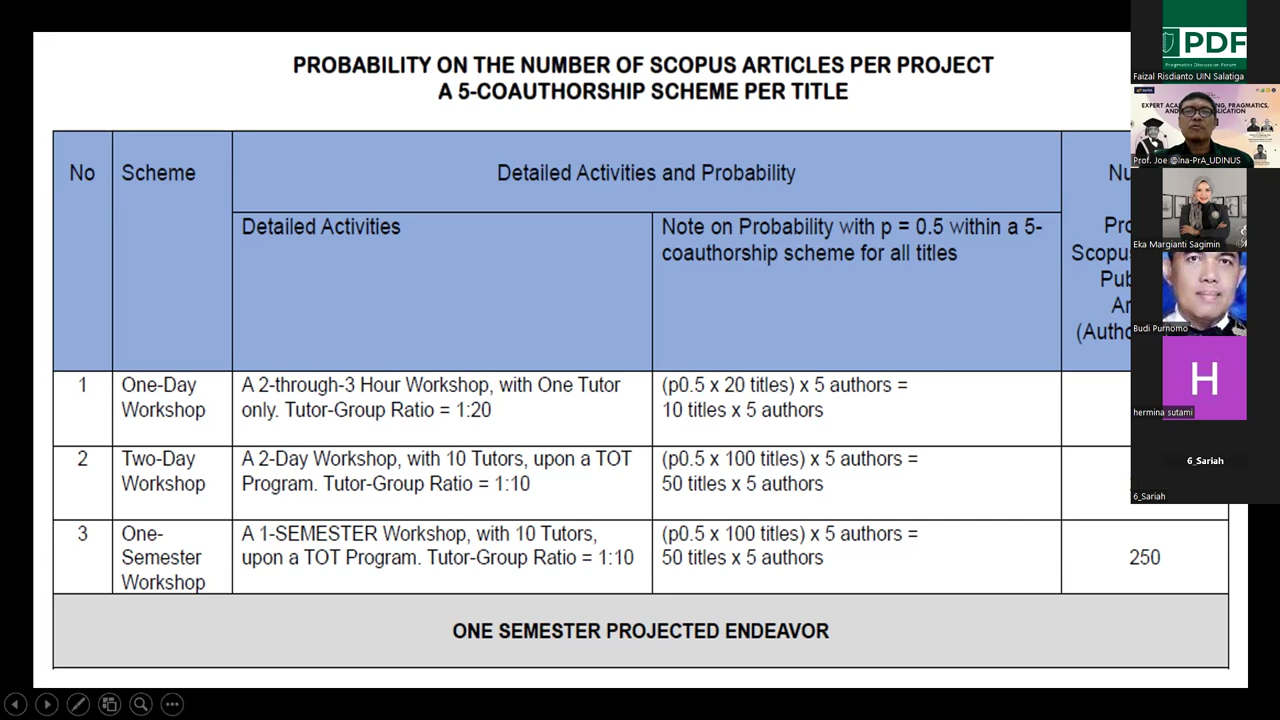 PROBABILITY ON THE NUMBER OF SCOPUS ARTICLES PER PROJECT
A 5-COAUTHORSHIP SCHEME PER TITLE
No
Scheme
Detailed Activities and Probability
Detailed Activities
Note on Probability with p = 0.5 within a 5-
coauthorship scheme for all titles
1
One-Day
Workshop
A 2-through-3 Hour Workshop, with One Tutor
only. Tutor-Group Ratio = 1:20
(p0.5 x 20 titles) x 5 authors =
10 titles x 5 authors
2
Two-Day
Workshop
A 2-Day Workshop, with 10 Tutors, upon a TOT
Program. Tutor-Group Ratio = 1:10
(p0.5 x 100 titles) x 5 authors =
50 titles x 5 authors
3
One-
Semester
Workshop
A 1-SEMESTER Workshop, with 10 Tutors,
upon a TOT Program. Tutor-Group Ratio = 1:10
(p0.5 x 100 titles) x 5 authors =
50 titles x 5 authors
250
ONE SEMESTER PROJECTED ENDEAVOR
PDF
Pragmatics Discussion Forum
Faizal Risdianto UIN Salatiga
Prof. Joe @Ina-PrA_UDINUS
Eka Margianti Sagimin
Budi Purnomo
H
hermina sutami
6_Sariah
6_Sariah